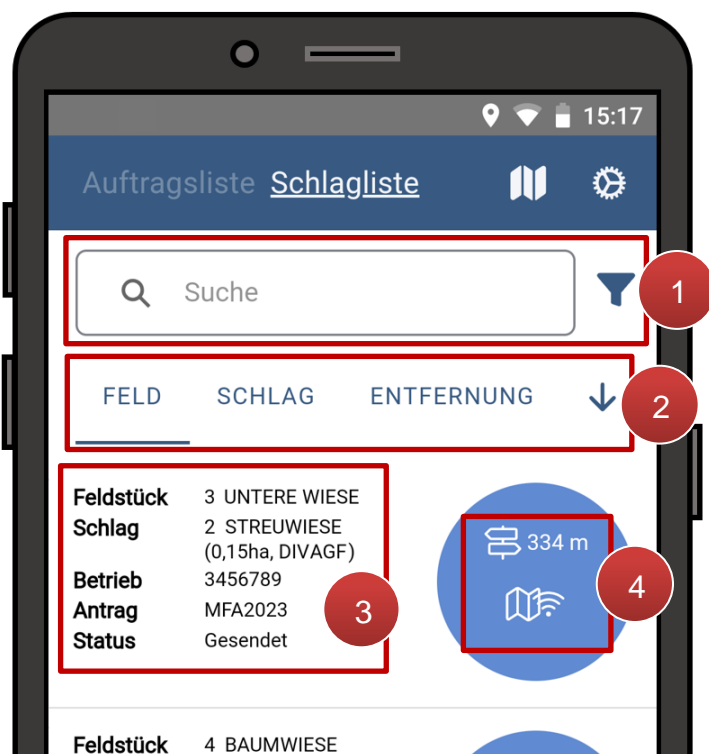 15:17
Auftragsliste Schlagliste
Suche
1
FELD SCHLAG ENTFERNUNG
2
Feldstück 3 UNTERE WIESE
Schlag 2 STREUWIESE
(0,15ha, DIVAGF)
Betrieb 3456789
Antrag MFA2023
Status Gesendet
3
334 m
4
Feldstück 4 BAUMWIESE